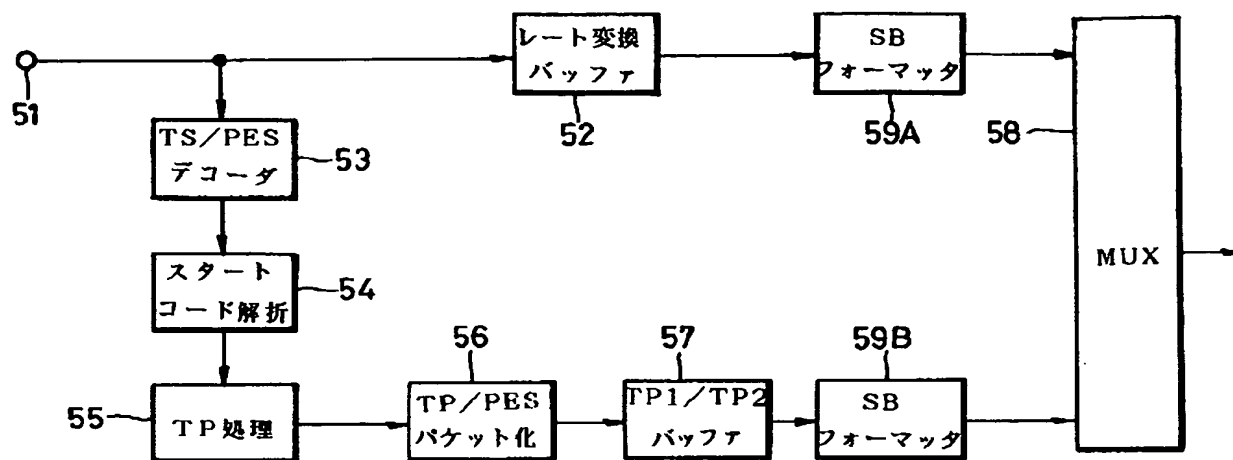 レート変換
バッファ
SB
フォーマッタ
51
52
59A
58
TS/PES
デコーダ
53
MUX
スタート
コード解折
54
56
57
59B
55
TP処理
TP/PES
パケット化
TP1/TP2
バッファ
SB
フォーマッタ